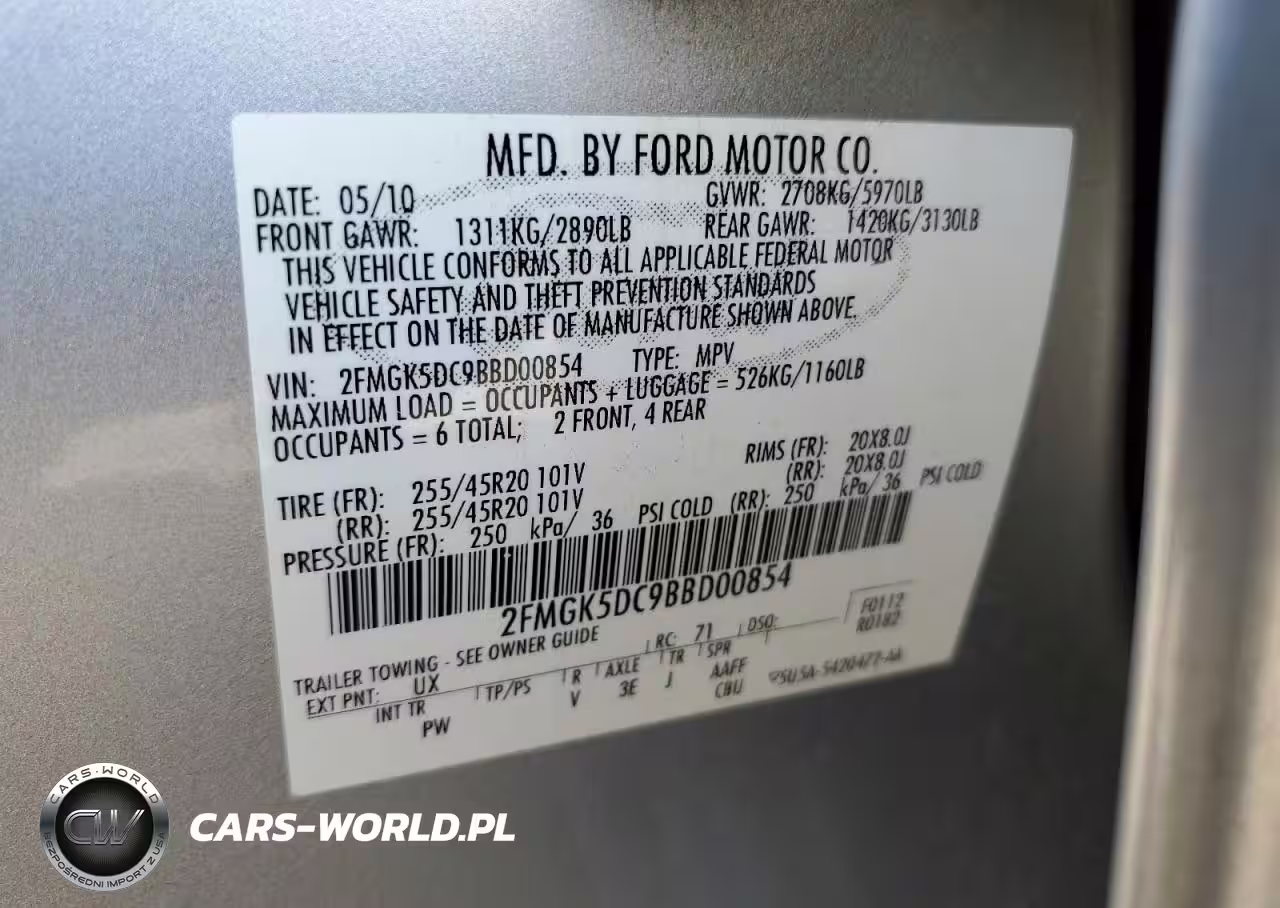 MFD. BY FORD MOTOR CO.
DATE: 05/10 GVWR: 2708KG/5970LB
FRONT GAWR: 1311KG/2890LB REAR GAWR: 1420KG/3130LB
THIS VEHICLE CONFORMS TO ALL APPLICABLE FEDERAL MOTOR
VEHICLE SAFETY AND THEFT PREVENTION STANDARDS
IN EFFECT ON THE DATE OF MANUFACTURE SHOWN ABOVE.
VIN: 2FMGK5DC9BBD00854 TYPE: MPV
MAXIMUM LOAD = OCCUPANTS + LUGGAGE = 526KG/1160LB
OCCUPANTS = 6 TOTAL; 2 FRONT, 4 REAR
TIRE (FR): 255/45R20 101V RIMS (FR): 20X8.0J
(RR): 255/45R20 101V (RR): 20X8.0J
PRESSURE (FR): 250 kPa/ 36 PSI COLD (RR): 250 kPa/ 36 PSI COLD
2FMGK5DC9BBD00854
TRAILER TOWING - SEE OWNER GUIDE RC: 71 DSO: F0112
R0182
EXT PNT: UX
INT TR TP/PS R AXLE TR SPR
PW V 3E J AAFF
CBU
CARS-WORLD
CW
BEZPOŚREDNI IMPORT Z USA
CARS-WORLD.PL